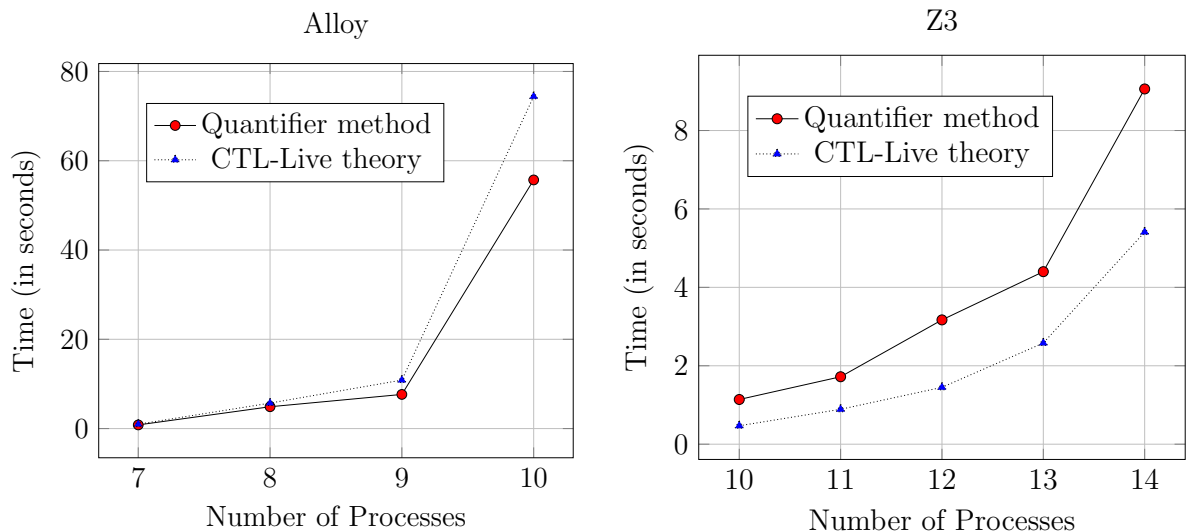 Alloy
80
60
40
20
0
Time (in seconds)
Quantifier method
CTL-Live theory
7 8 9 10
Number of Processes
Z3
8
6
4
2
0
Time (in seconds)
Quantifier method
CTL-Live theory
10 11 12 13 14
Number of Processes